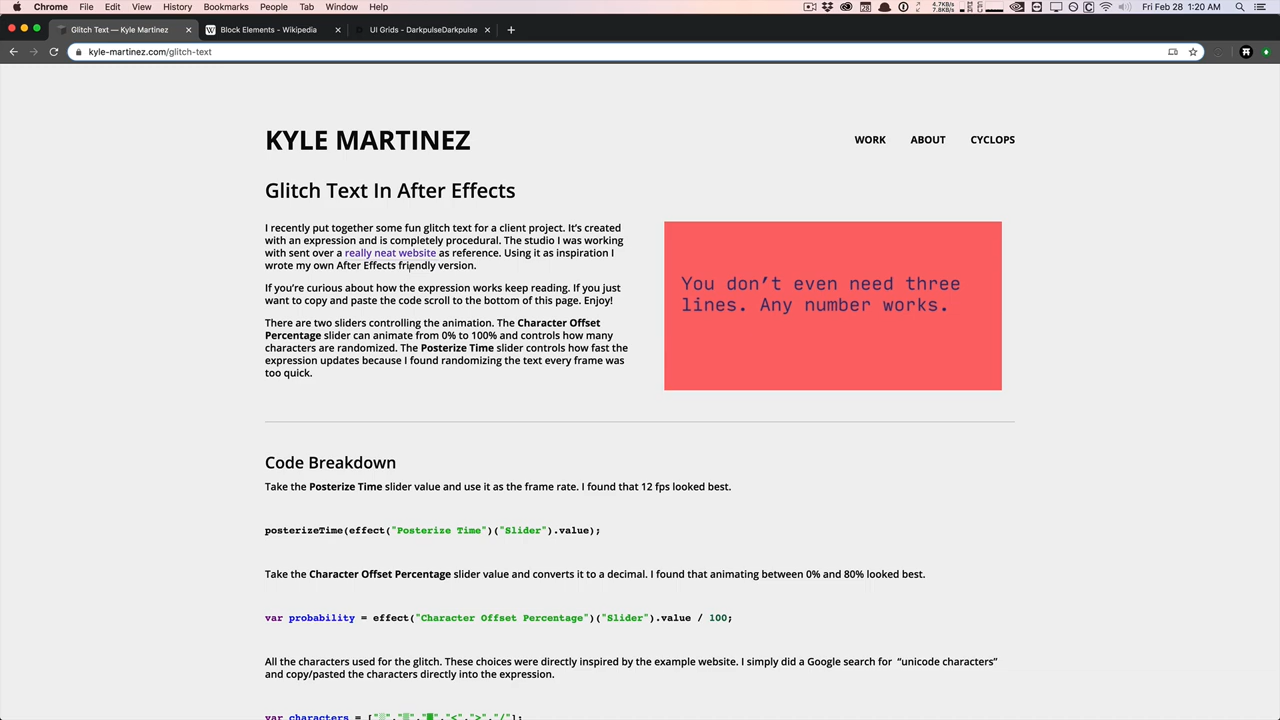 Chrome File Edit View History Bookmarks People Tab Window Help
4.7KB/s
7.8KB/s
Fri Feb 28 1:20 AM
Glitch Text — Kyle Martinez
Block Elements - Wikipedia
UI Grids - DarkpulseDarkpulse
kyle-martinez.com/glitch-text
KYLE MARTINEZ
WORK ABOUT CYCLOPS
Glitch Text In After Effects
I recently put together some fun glitch text for a client project. It's created
with an expression and is completely procedural. The studio I was working
with sent over a really neat website as reference. Using it as inspiration I
wrote my own After Effects friendly version.
If you're curious about how the expression works keep reading. If you just
want to copy and paste the code scroll to the bottom of this page. Enjoy!
There are two sliders controlling the animation. The Character Offset
Percentage slider can animate from 0% to 100% and controls how many
characters are randomized. The Posterize Time slider controls how fast the
expression updates because I found randomizing the text every frame was
too quick.
You don't even need three
lines. Any number works.
Code Breakdown
Take the Posterize Time slider value and use it as the frame rate. I found that 12 fps looked best.
posterizeTime(effect("Posterize Time")("Slider").value);
Take the Character Offset Percentage slider value and converts it to a decimal. I found that animating between 0% and 80% looked best.
var probability = effect("Character Offset Percentage")("Slider").value / 100;
All the characters used for the glitch. These choices were directly inspired by the example website. I simply did a Google search for "unicode characters"
and copy/pasted the characters directly into the expression.
var characters = ["░","▒","▓","<",">","/"];